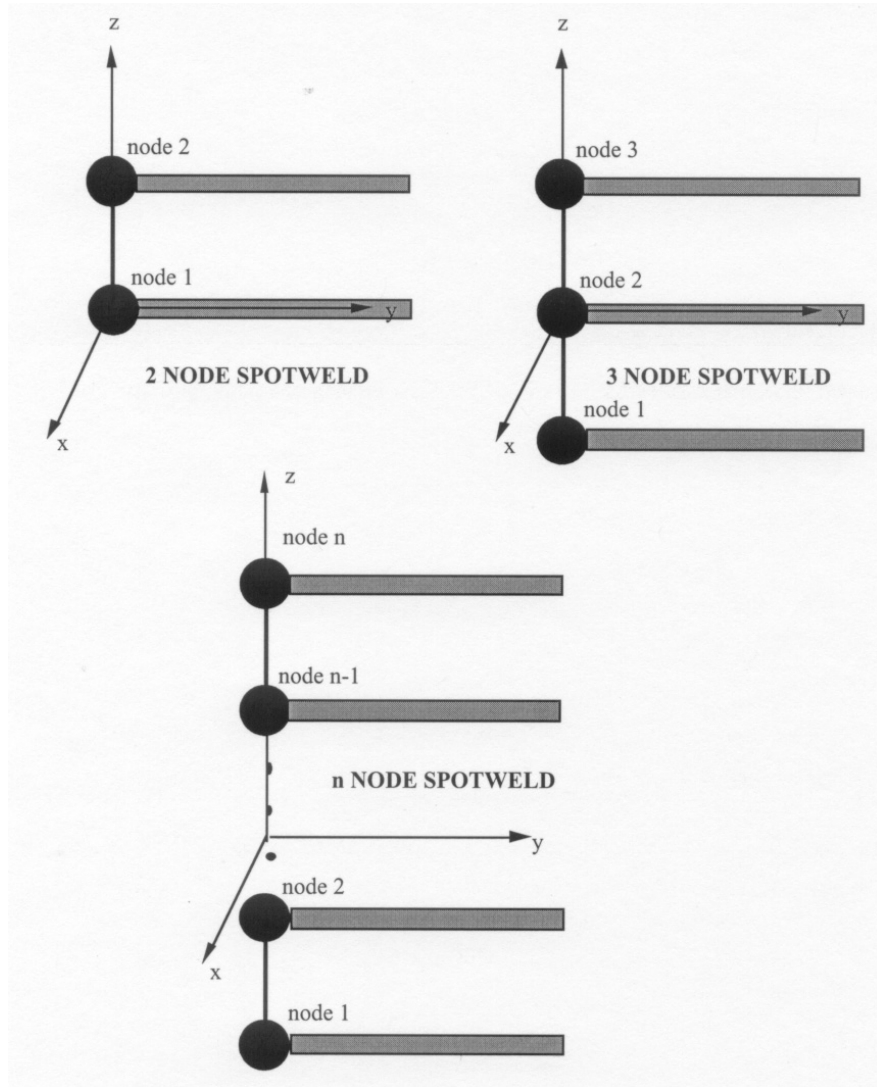 z
node 2
node 1
y
2 NODE SPOTWELD
x
z
node 3
node 2
y
3 NODE SPOTWELD
node 1
x
z
node n
node n-1
n NODE SPOTWELD
y
node 2
x
node 1